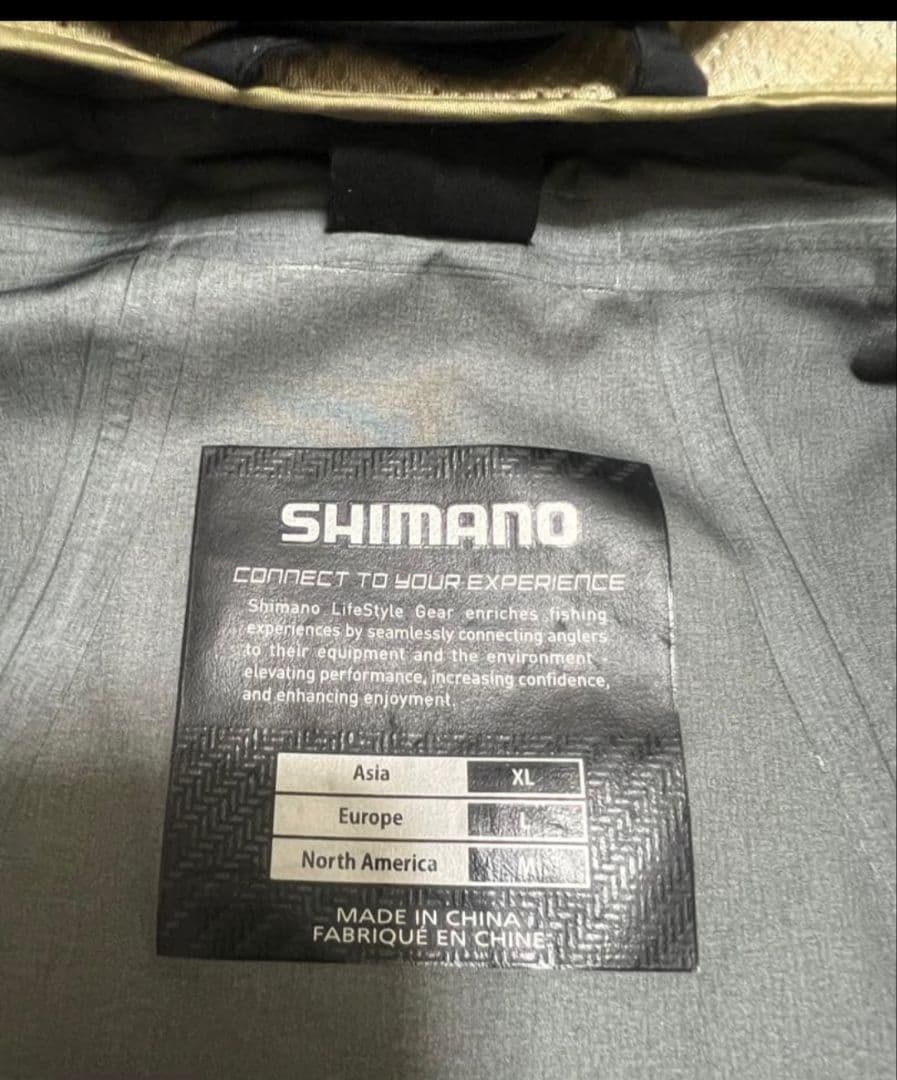 SHIMANO
CONNECT TO YOUR EXPERIENCE
Shimano LifeStyle Gear enriches fishing
experiences by seamlessly connecting anglers
to their equipment and the environment -
elevating performance, increasing confidence,
and enhancing enjoyment.
Asia XL
Europe L
North America M
MADE IN CHINA /
FABRIQUÉ EN CHINE